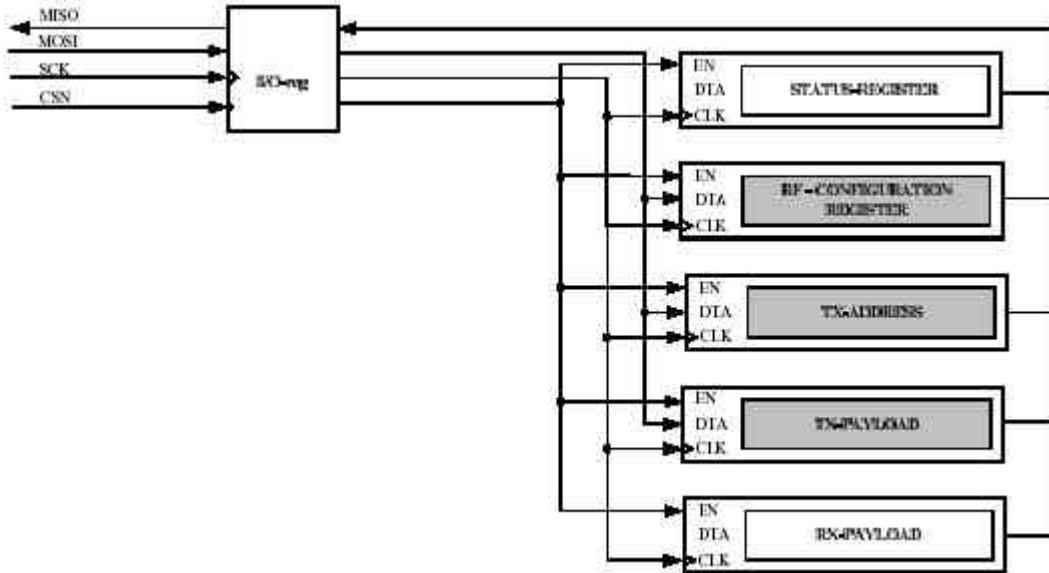 MISO
MOSI
SCK
CSN
I/O-reg
EN
DTA
CLK
STATUS-REGISTER
EN
DTA
CLK
RF - CONFIGURATION
REGISTER
EN
DTA
CLK
TX-ADDRESS
EN
DTA
CLK
TX-PAYLOAD
EN
DTA
CLK
RX-PAYLOAD